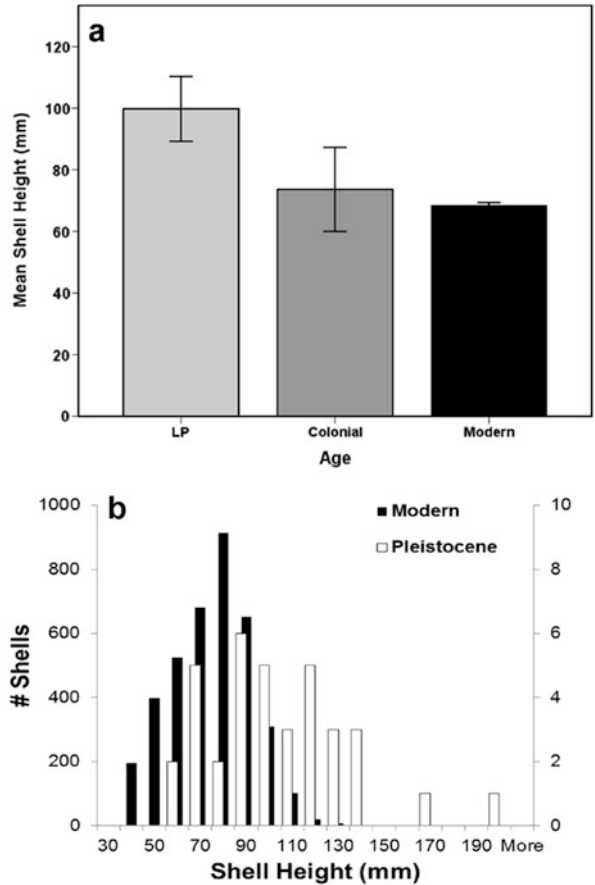 a
120
100
80
60
40
20
0
Mean Shell Height (mm)
LP Colonial Modern
Age
b
1000 10
Modern
800 8
Pleistocene
600 6
400 4
200 2
0 0
# Shells
30 50 70 90 110 130 150 170 190 More
Shell Height (mm)